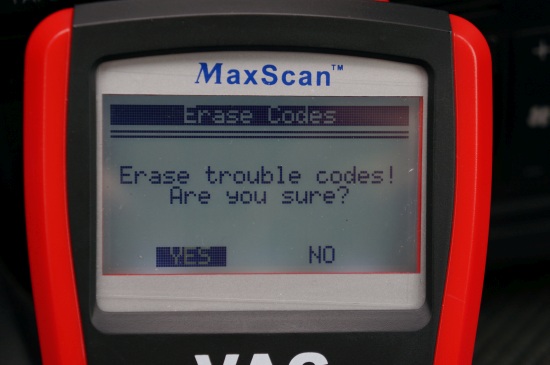 MaxScan™
Erase Codes
Erase trouble codes!
Are you sure?
YES NO